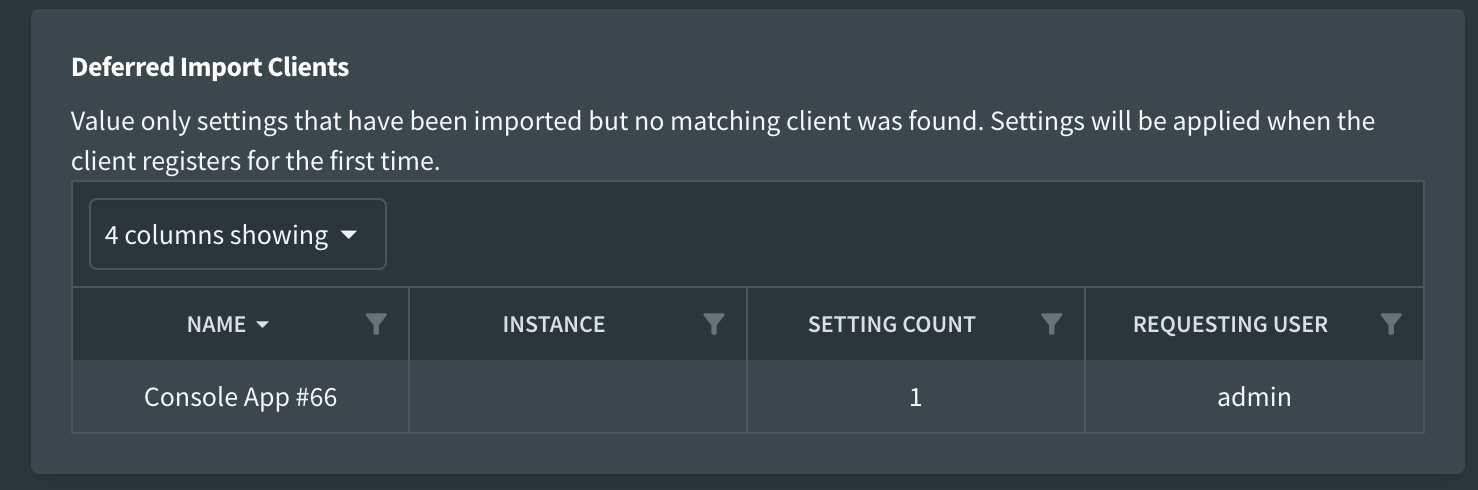 Deferred Import Clients
Value only settings that have been imported but no matching client was found. Settings will be applied when the
client registers for the first time.
4 columns showing
NAME INSTANCE SETTING COUNT REQUESTING USER
Console App #66 1 admin